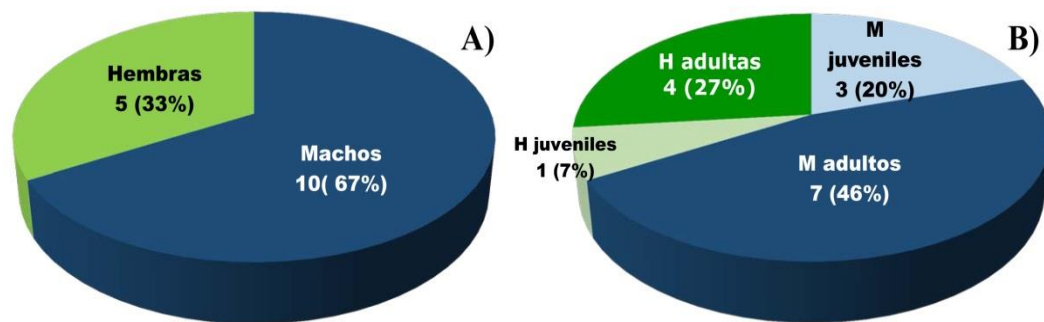 A)
Hembras
5 (33%)
Machos
10( 67%)
B)
M
juveniles
3 (20%)
H adultas
4 (27%)
H juveniles
1 (7%)
M adultos
7 (46%)